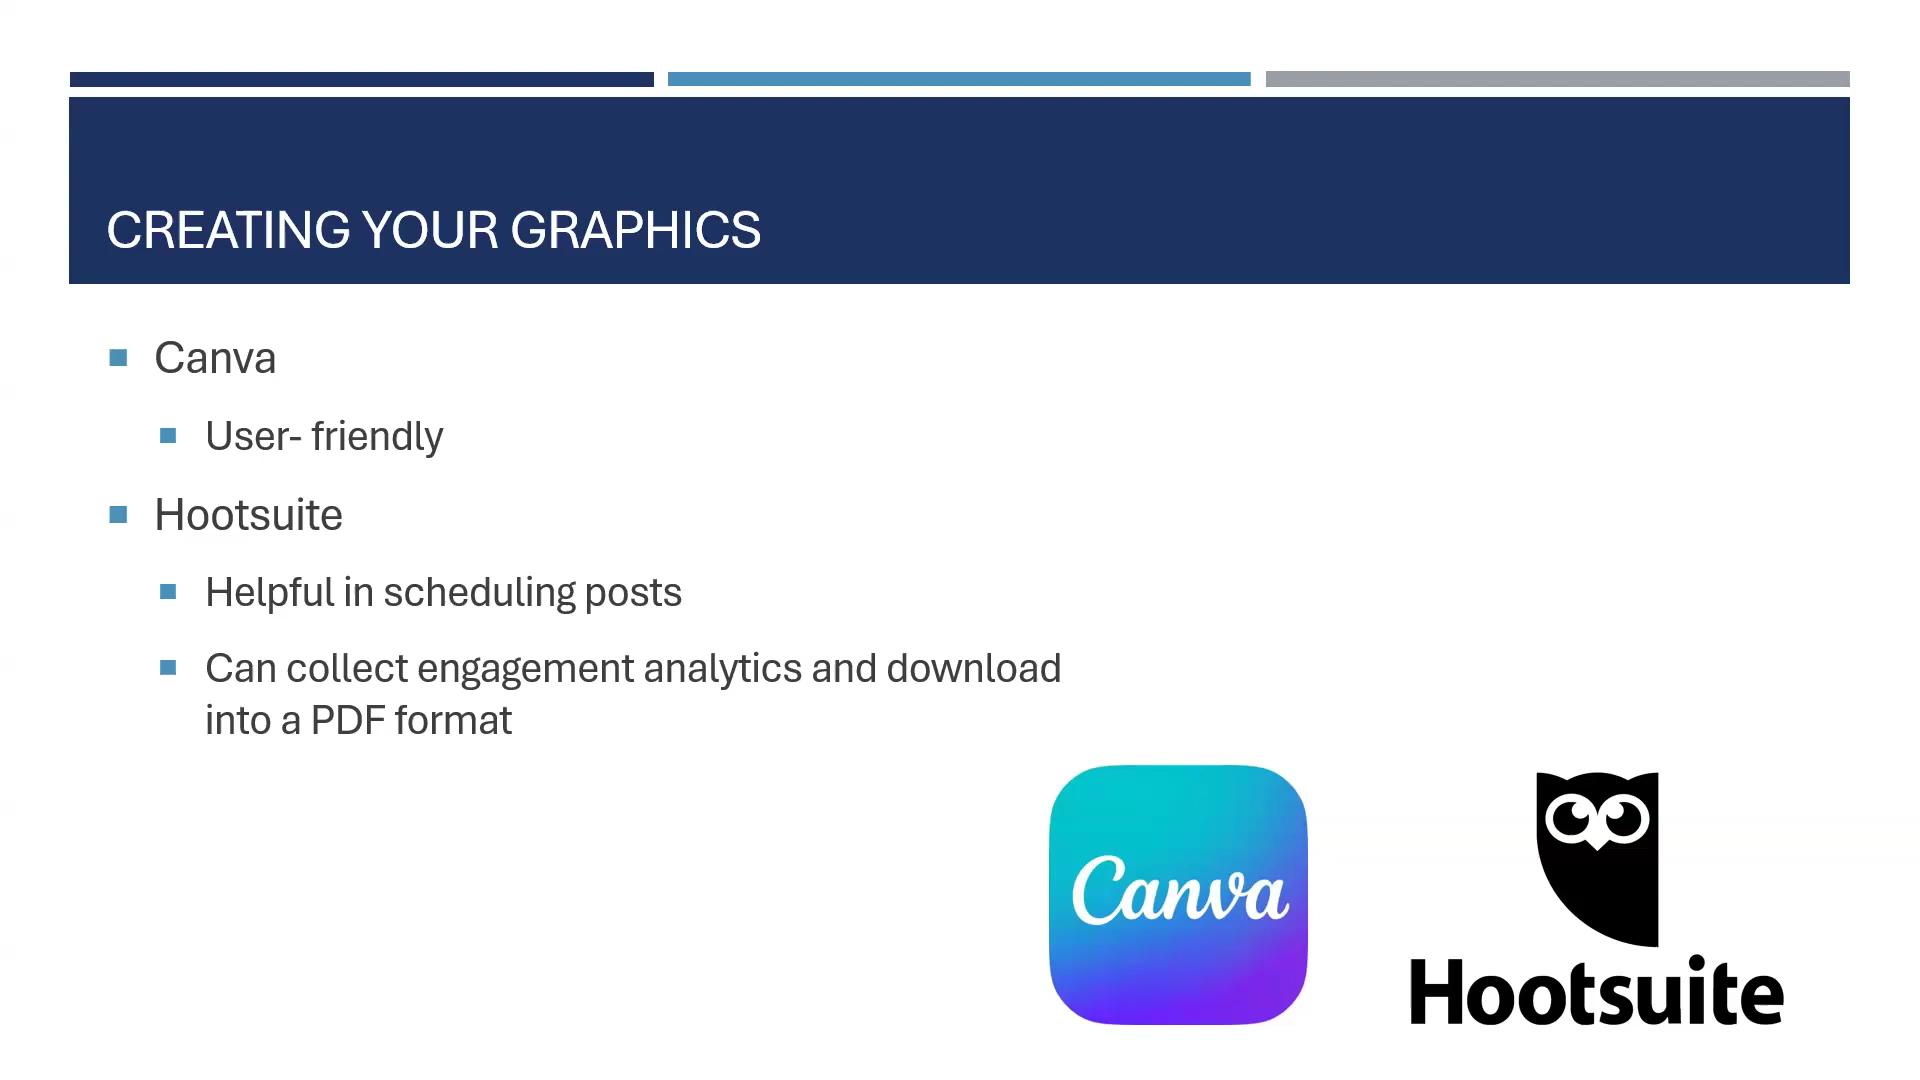 CREATING YOUR GRAPHICS
Canva
User- friendly
Hootsuite
Helpful in scheduling posts
Can collect engagement analytics and download
into a PDF format
Canva
Hootsuite